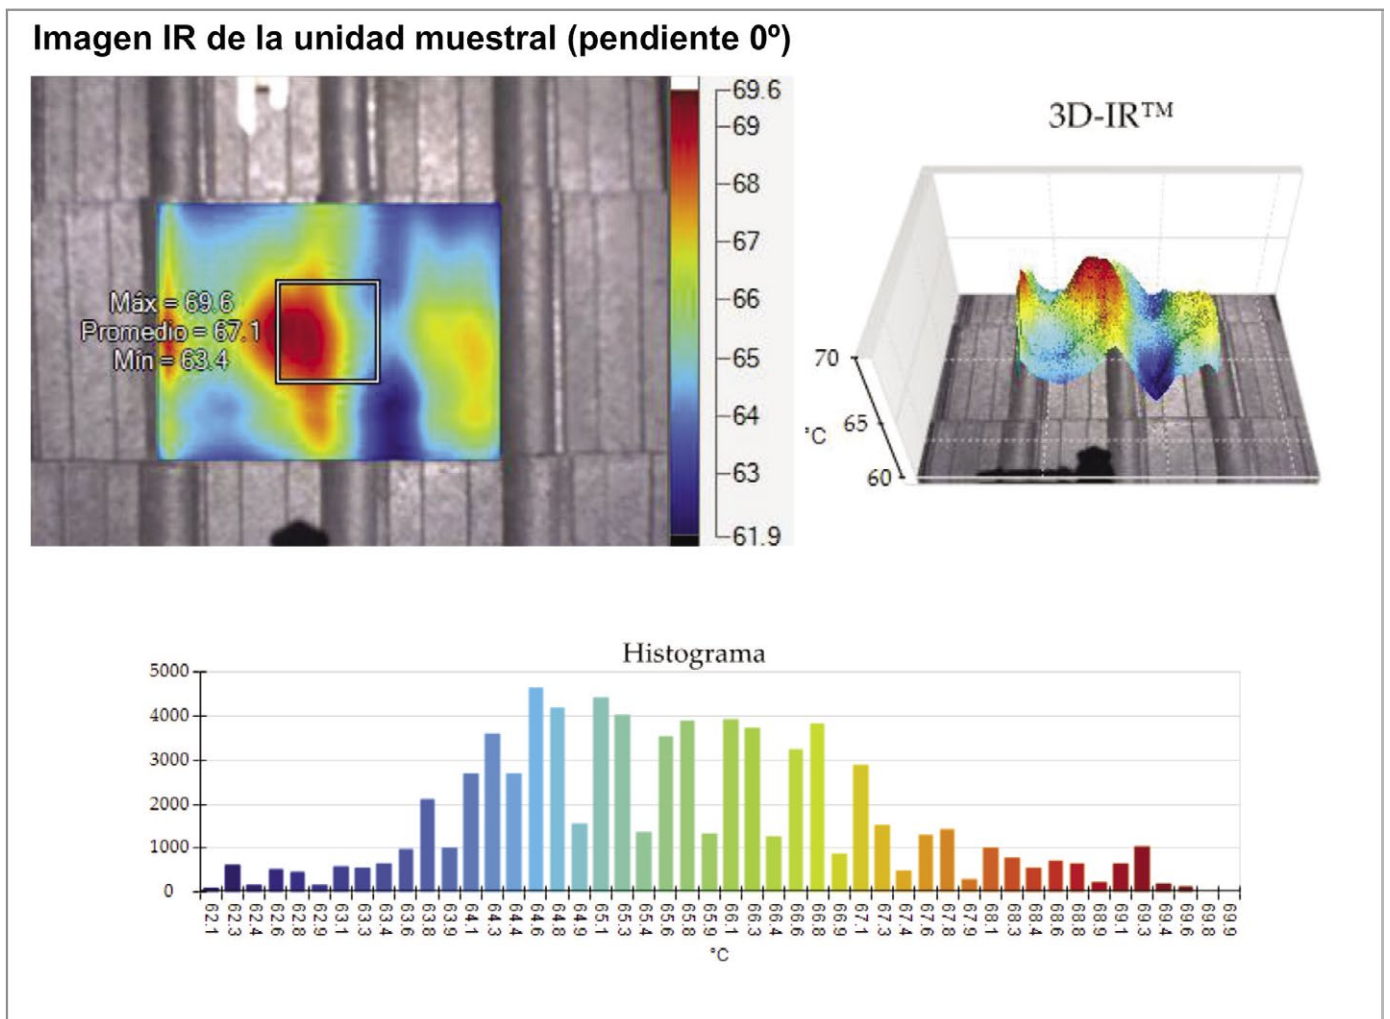 Imagen IR de la unidad muestral (pendiente 0º)
Máx = 69.6
Promedio = 67.1
Mín = 63.4
69.6
69
68
67
66
65
64
63
61.9
3D-IR™
70
65
60
°C
Histograma
5000
4000
3000
2000
1000
0
62.1 62.3 62.4 62.6 62.8 62.9 63.1 63.3 63.4 63.6 63.8 63.9 64.1 64.3 64.4 64.6 64.8 64.9 65.1 65.3 65.4 65.6 65.8 65.9 66.1 66.3 66.4 66.6 66.8 66.9 67.1 67.3 67.4 67.6 67.8 67.9 68.1 68.3 68.4 68.6 68.8 68.9 69.1 69.3 69.4 69.6 69.8 69.9
°C